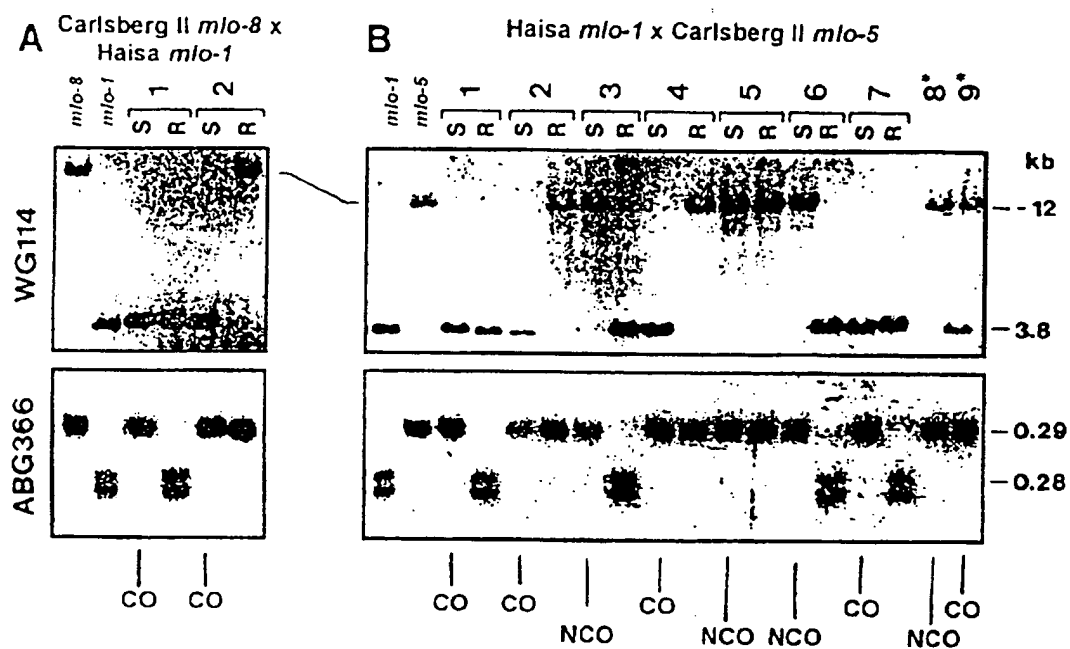 A
Carlsberg II mlo-8 x
Haisa mlo-1
mlo-8
mlo-1
1
2
S
R
S
R
B
Haisa mlo-1 x Carlsberg II mlo-5
mlo-1
mlo-5
1
2
3
4
5
6
7
8*
9*
S
R
S
R
S
R
S
R
S
R
S
R
S
R
kb
WG114
--12
-3.8
ABG366
-0.29
-0.28
CO
CO
CO
CO
NCO
CO
NCO
NCO
CO
NCO
CO